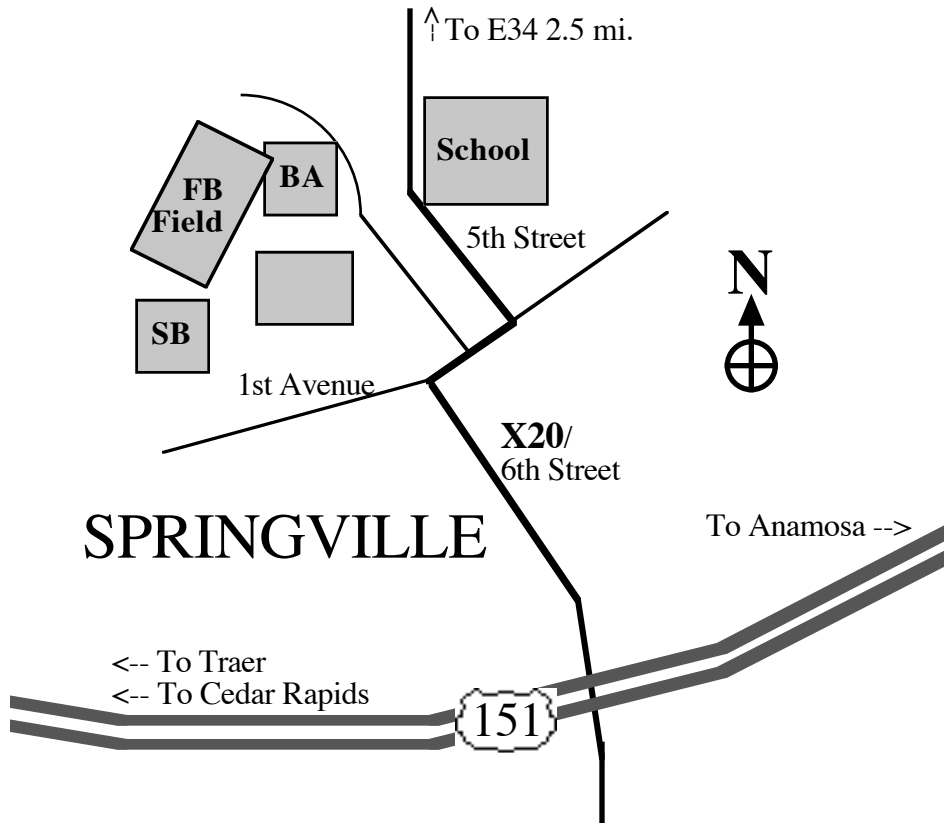 To E34 2.5 mi.
School
BA
FB
Field
5th Street
N
SB
1st Avenue
X20/
6th Street
SPRINGVILLE
To Anamosa -->
<-- To Traer
<-- To Cedar Rapids
151